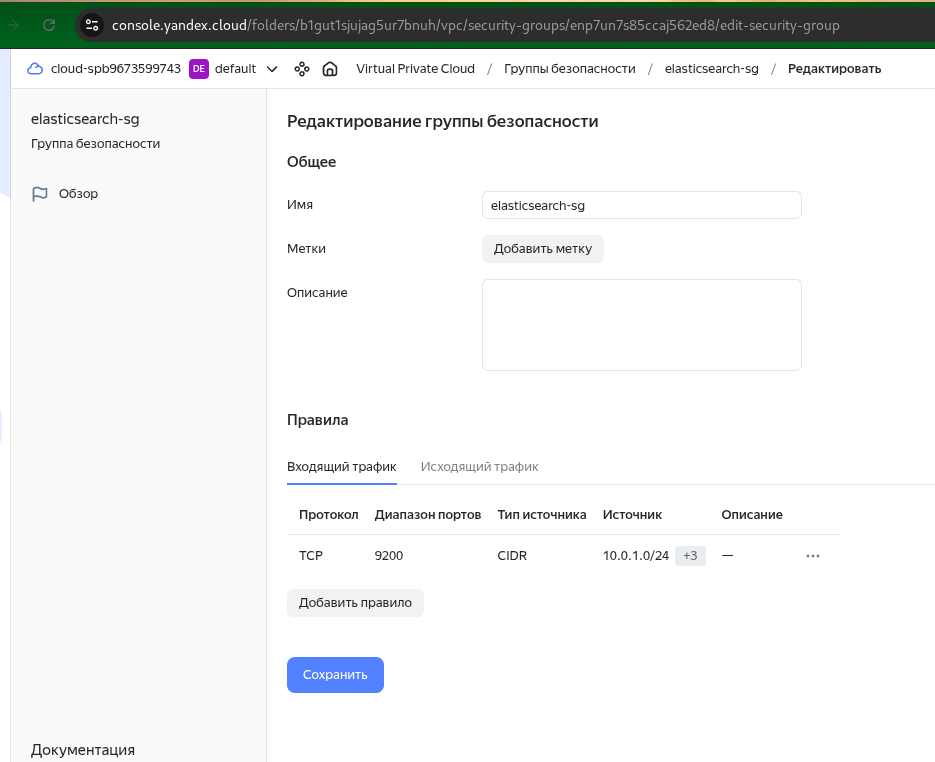 console.yandex.cloud/folders/b1gut1sjujag5ur7bnuh/vpc/security-groups/enp7un7s85ccaj562ed8/edit-security-group
cloud-spb9673599743 DE default Virtual Private Cloud / Группы безопасности / elasticsearch-sg / Редактировать
elasticsearch-sg
Группа безопасности
Обзор
Редактирование группы безопасности
Общее
Имя elasticsearch-sg
Метки Добавить метку
Описание
Правила
Входящий трафик Исходящий трафик
Протокол Диапазон портов Тип источника Источник Описание
TCP 9200 CIDR 10.0.1.0/24 +3 —
Добавить правило
Сохранить
Документация